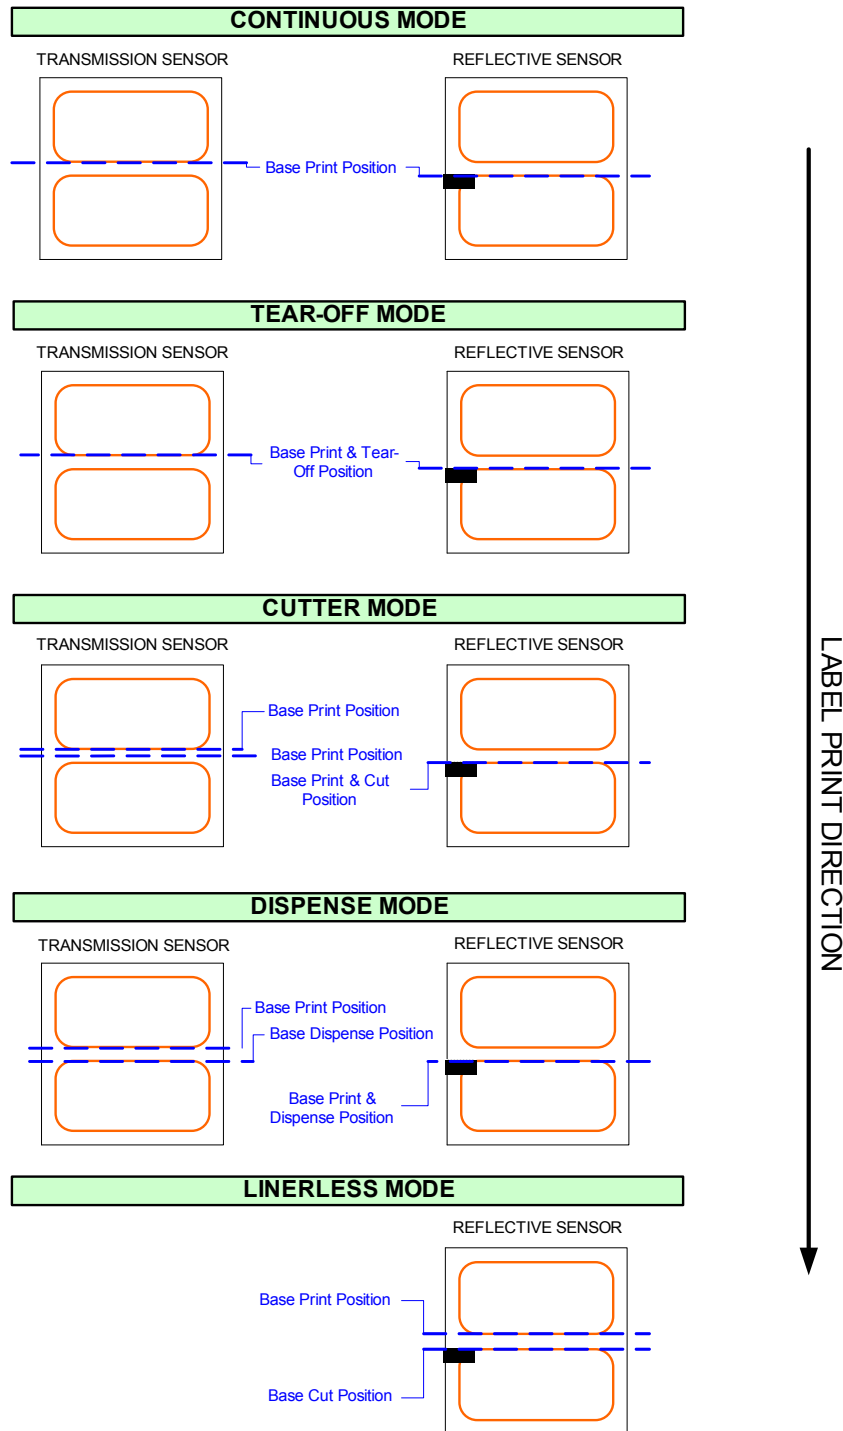 CONTINUOUS MODE
TRANSMISSION SENSOR
REFLECTIVE SENSOR
Base Print Position
TEAR-OFF MODE
TRANSMISSION SENSOR
REFLECTIVE SENSOR
Base Print & Tear-
Off Position
CUTTER MODE
TRANSMISSION SENSOR
REFLECTIVE SENSOR
Base Print Position
Base Print Position
Base Print & Cut
Position
DISPENSE MODE
TRANSMISSION SENSOR
REFLECTIVE SENSOR
Base Print Position
Base Dispense Position
Base Print &
Dispense Position
LINERLESS MODE
REFLECTIVE SENSOR
Base Print Position
Base Cut Position
LABEL PRINT DIRECTION